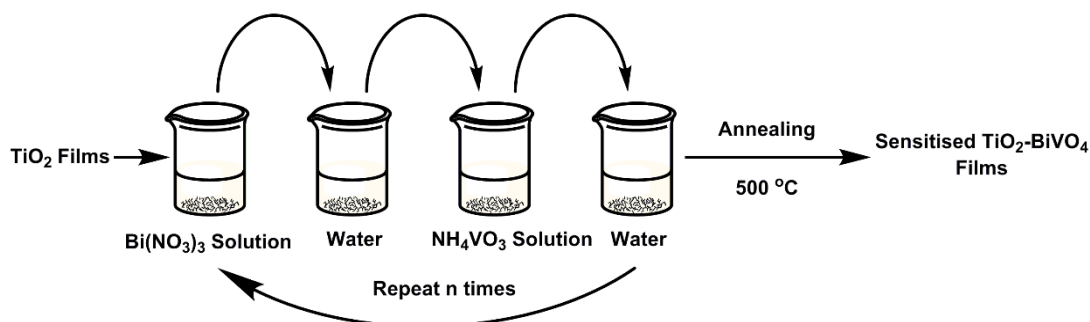 TiO₂ Films
Bi(NO₃)₃ Solution
Water
NH₄VO₃ Solution
Water
Repeat n times
Annealing
500 °C
Sensitised TiO₂-BiVO₄
Films